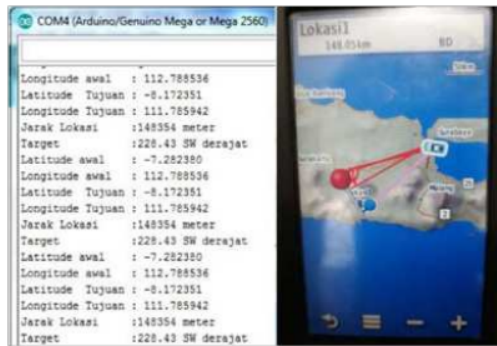 COM4 (Arduino/Genuino Mega or Mega 2560)
Longitude awal : 112.788536
Latitude Tujuan : -8.172351
Longitude Tujuan : 111.785942
Jarak Lokasi :148354 meter
Target :228.43 SW derajat
Latitude awal : -7.282380
Longitude awal : 112.788536
Latitude Tujuan : -8.172351
Longitude Tujuan : 111.785942
Jarak Lokasi :148354 meter
Target :228.43 SW derajat
Latitude awal : -7.282380
Longitude awal : 112.788536
Latitude Tujuan : -8.172351
Longitude Tujuan : 111.785942
Jarak Lokasi :148354 meter
Target :228.43 SW derajat
Lokasi1
148.05km BD
Surabaya
Malang